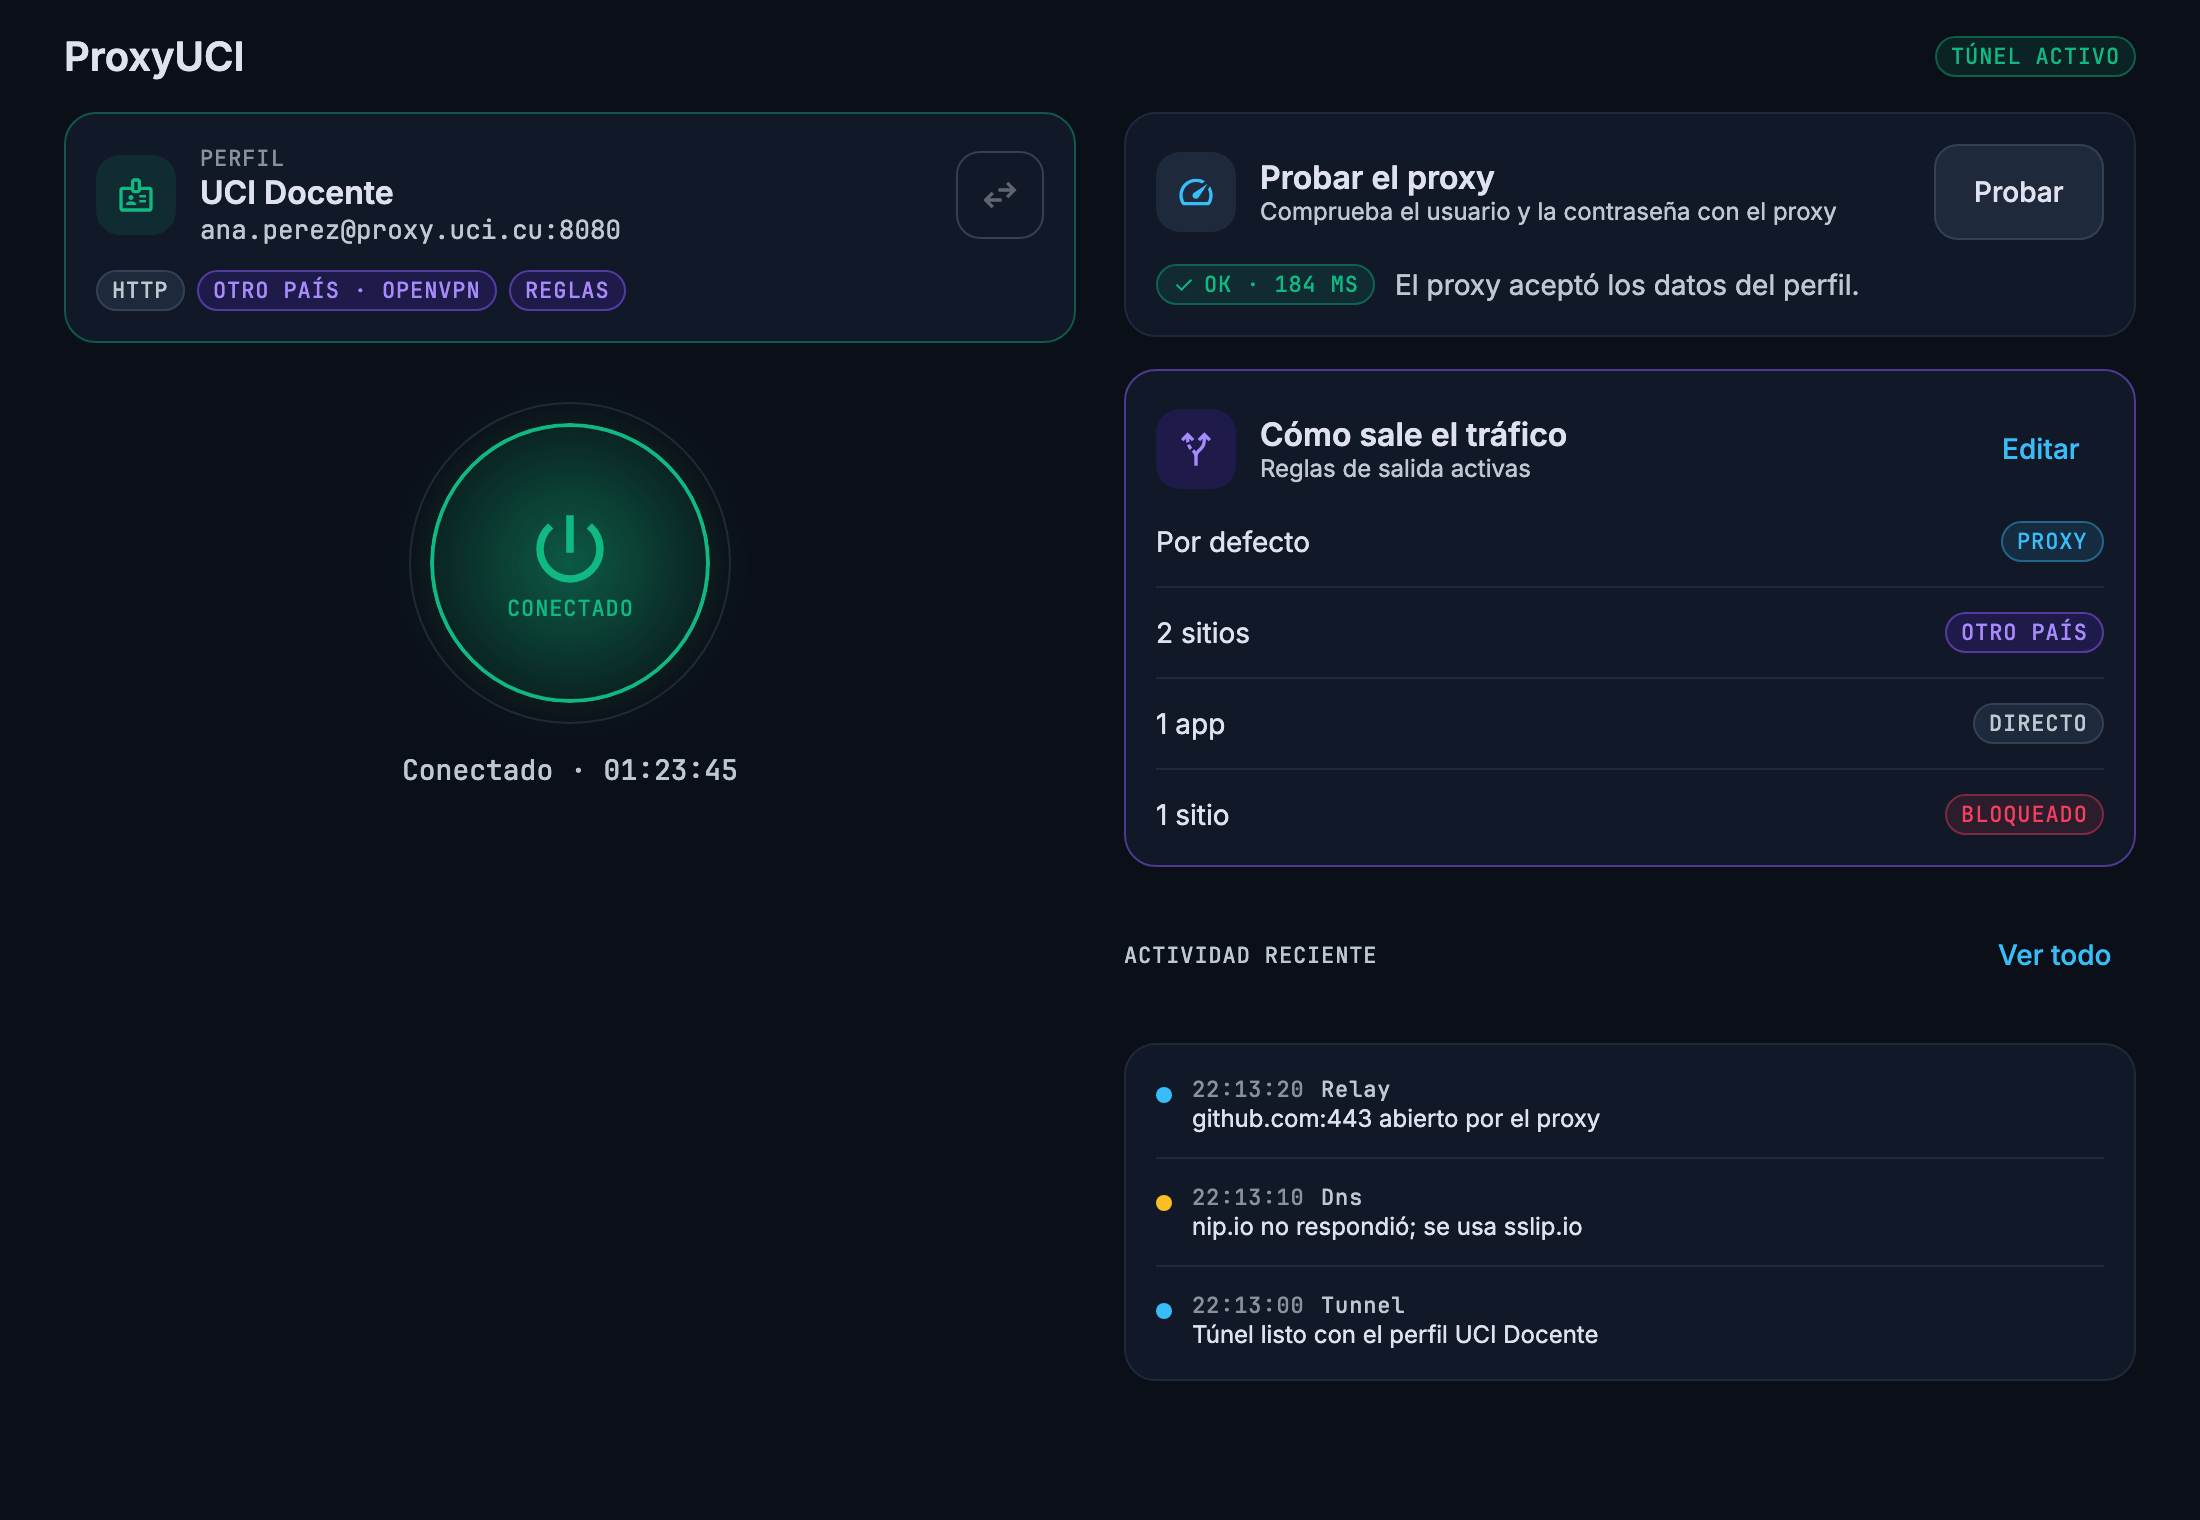 ProxyUCI
TÚNEL ACTIVO
PERFIL
UCI Docente
ana.perez@proxy.uci.cu:8080
HTTP
OTRO PAÍS · OPENVPN
REGLAS
CONECTADO
Conectado · 01:23:45
Probar el proxy
Comprueba el usuario y la contraseña con el proxy
Probar
OK · 184 MS
El proxy aceptó los datos del perfil.
Cómo sale el tráfico
Reglas de salida activas
Editar
Por defecto
PROXY
2 sitios
OTRO PAÍS
1 app
DIRECTO
1 sitio
BLOQUEADO
ACTIVIDAD RECIENTE
Ver todo
22:13:20 Relay
github.com:443 abierto por el proxy
22:13:10 Dns
nip.io no respondió; se usa sslip.io
22:13:00 Tunnel
Túnel listo con el perfil UCI Docente